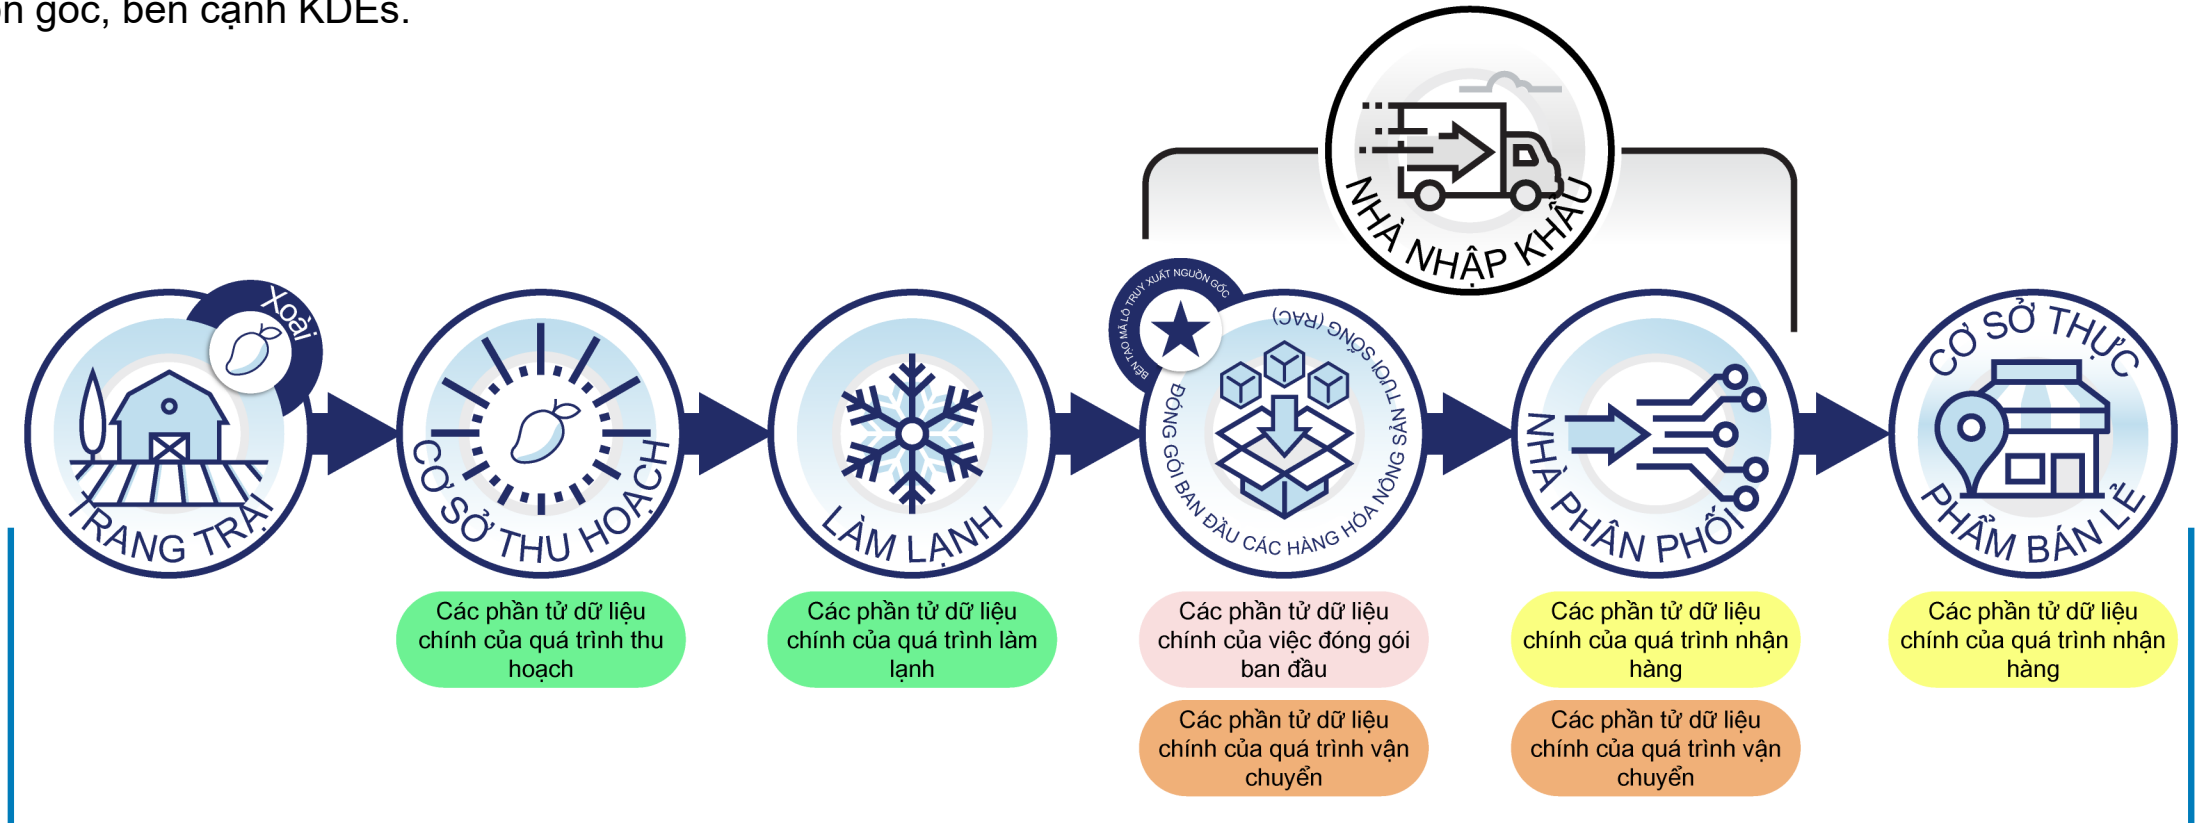 n gốc, bên cạnh KDEs.
NHÀ NHẬP KHẨU
Xoài
TRANG TRẠI
CƠ SỞ THU HOẠCH
LÀM LẠNH
BÊN TẠO MÃ LÔ TRUY XUẤT NGUỒN GỐC
ĐÓNG GÓI BAN ĐẦU CÁC HÀNG HÓA NÔNG SẢN TƯƠI SỐNG (RAC)
NHÀ PHÂN PHỐI
CƠ SỞ THỰC
PHẨM BÁN LẺ
Các phần tử dữ liệu
chính của quá trình thu
hoạch
Các phần tử dữ liệu
chính của quá trình làm
lạnh
Các phần tử dữ liệu
chính của việc đóng gói
ban đầu
Các phần tử dữ liệu
chính của quá trình vận
chuyển
Các phần tử dữ liệu
chính của quá trình nhận
hàng
Các phần tử dữ liệu
chính của quá trình vận
chuyển
Các phần tử dữ liệu
chính của quá trình nhận
hàng